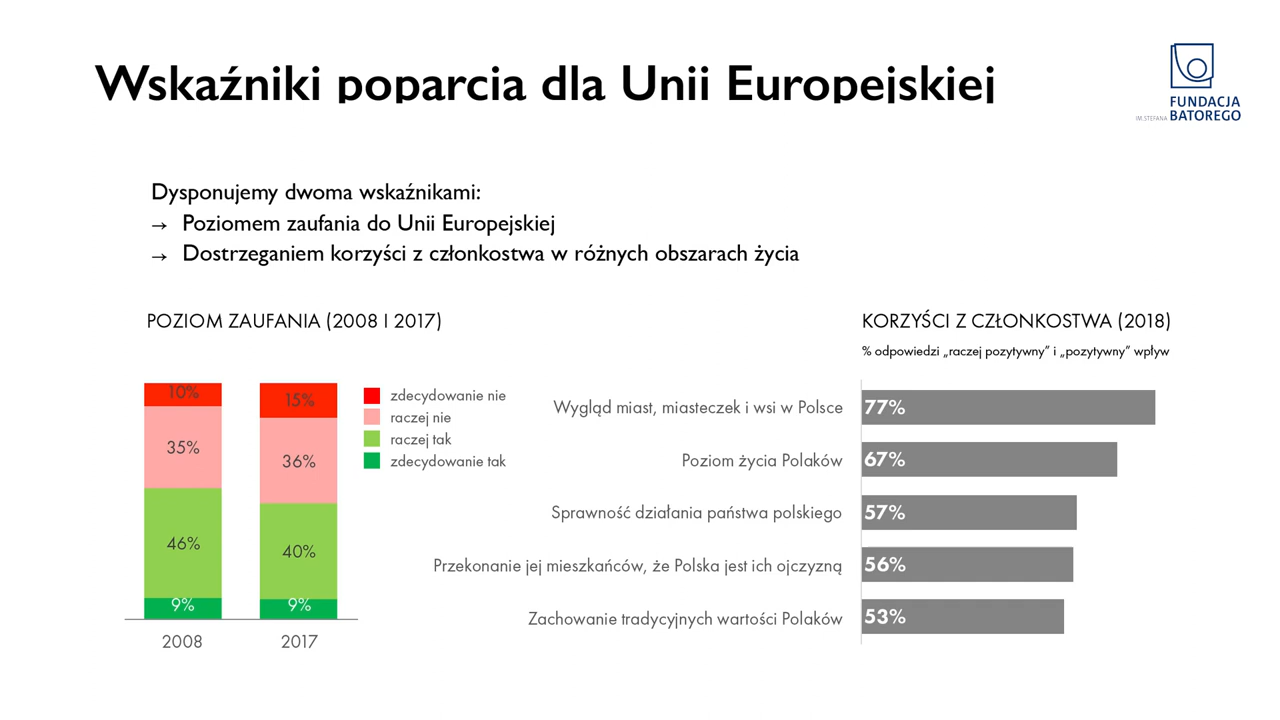 Wskaźniki poparcia dla Unii Europejskiej
FUNDACJA
IM.STEFANA BATOREGO
Dysponujemy dwoma wskaźnikami:
→ Poziomem zaufania do Unii Europejskiej
→ Dostrzeganiem korzyści z członkostwa w różnych obszarach życia
POZIOM ZAUFANIA (2008 I 2017)
10%
35%
46%
9%
2008
15%
36%
40%
9%
2017
zdecydowanie nie
raczej nie
raczej tak
zdecydowanie tak
KORZYŚCI Z CZŁONKOSTWA (2018)
% odpowiedzi „raczej pozytywny” i „pozytywny” wpływ
Wygląd miast, miasteczek i wsi w Polsce 77%
Poziom życia Polaków 67%
Sprawność działania państwa polskiego 57%
Przekonanie jej mieszkańców, że Polska jest ich ojczyzną 56%
Zachowanie tradycyjnych wartości Polaków 53%